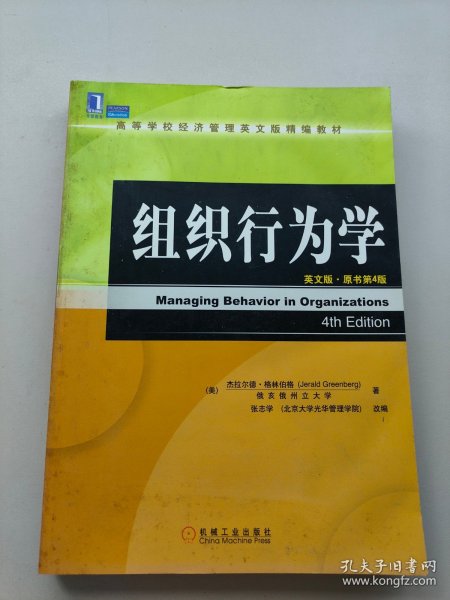 PEARSON
Education
高等学校经济管理英文版精编教材
组织行为学
英文版·原书第4版
Managing Behavior in Organizations
4th Edition
(美) 杰拉尔德·格林伯格 (Jerald Greenberg) 著
俄亥俄州立大学
张志学 (北京大学光华管理学院) 改编
机械工业出版社
China Machine Press
孔夫子旧书网
www.kongfz.com